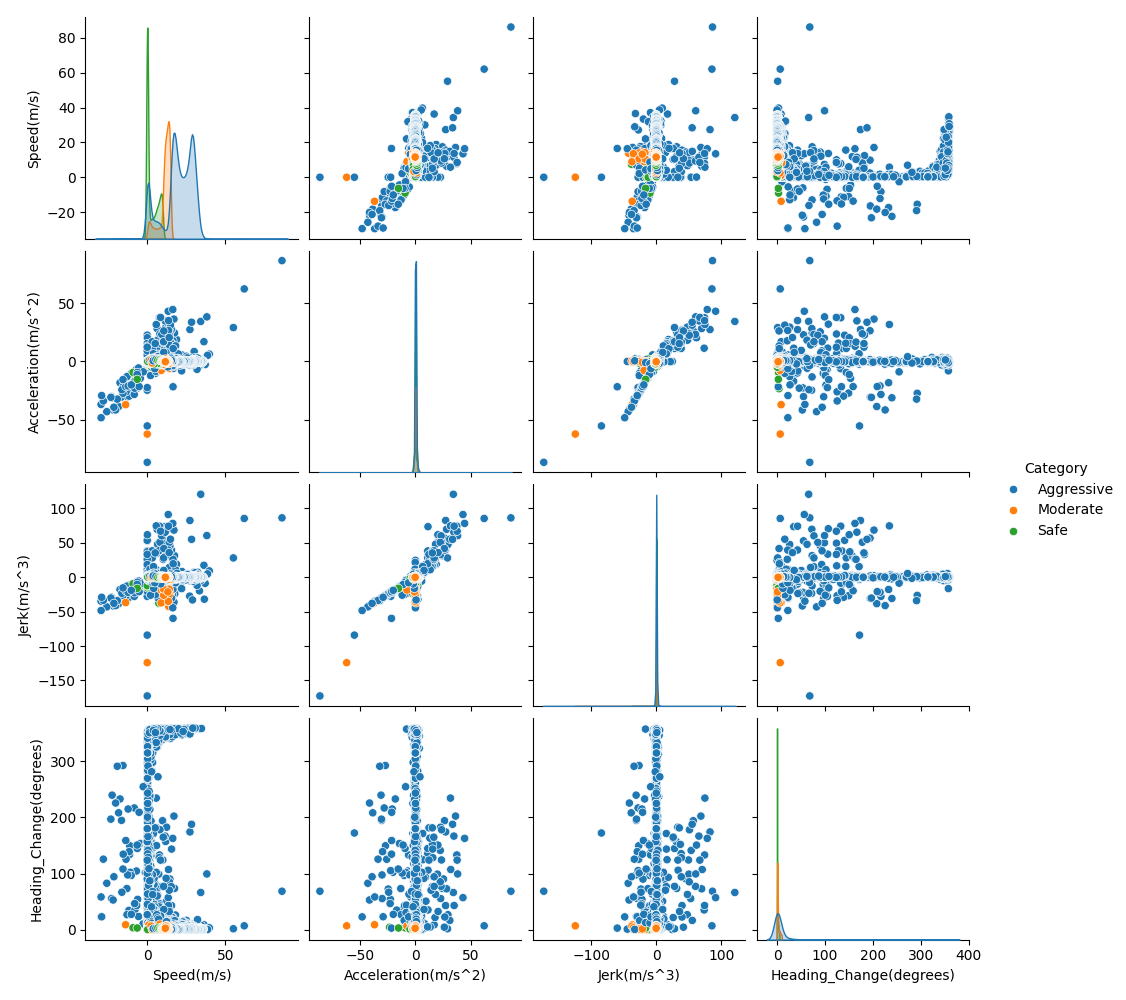 Speed(m/s)
80
60
40
20
0
−20
Acceleration(m/s^2)
50
0
−50
Category
Aggressive
Moderate
Safe
Jerk(m/s^3)
100
50
0
−50
−100
−150
Heading_Change(degrees)
300
200
100
0
0 50
−50 0 50
−100 0 100
0 100 200 300 400
Speed(m/s) Acceleration(m/s^2) Jerk(m/s^3) Heading_Change(degrees)